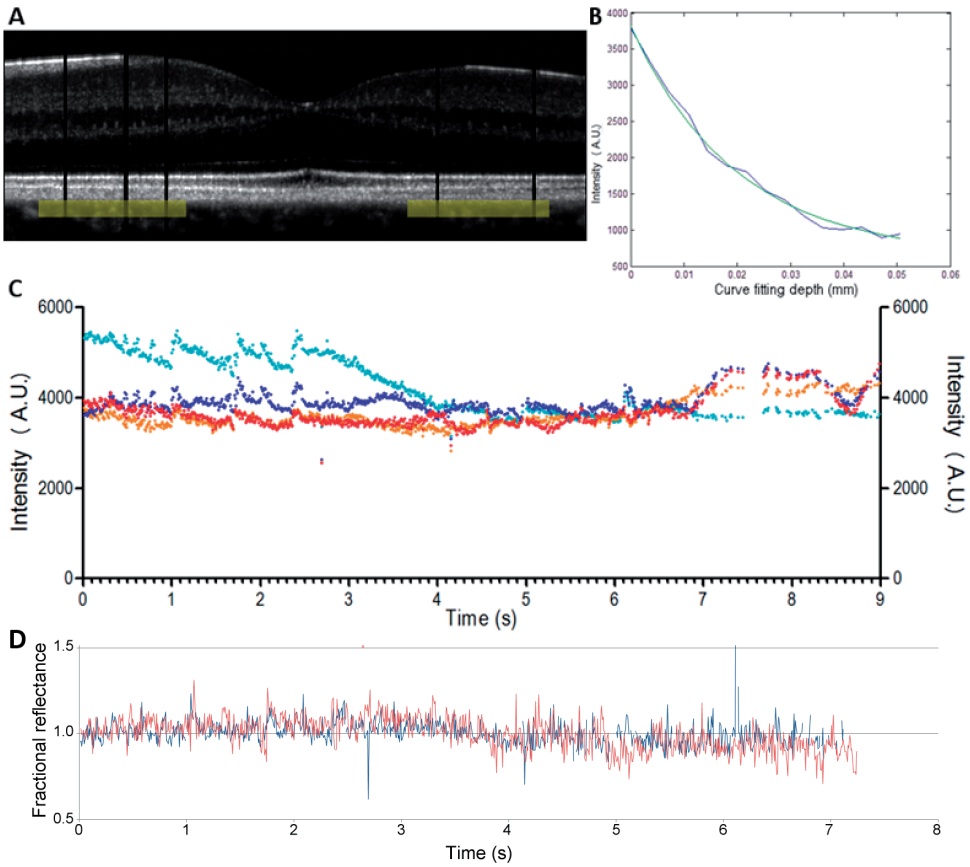 A
B
4000
3500
3000
2500
2000
1500
1000
500
Intensity ( A.U.)
0
0.01
0.02
0.03
0.04
0.05
0.06
Curve fitting depth (mm)
C
6000
4000
2000
0
Intensity ( A.U.)
6000
4000
2000
0
Intensity ( A.U.)
0 1 2 3 4 5 6 7 8 9
Time (s)
D
1.5
1.0
0.5
Fractional reflectance
0 1 2 3 4 5 6 7 8
Time (s)